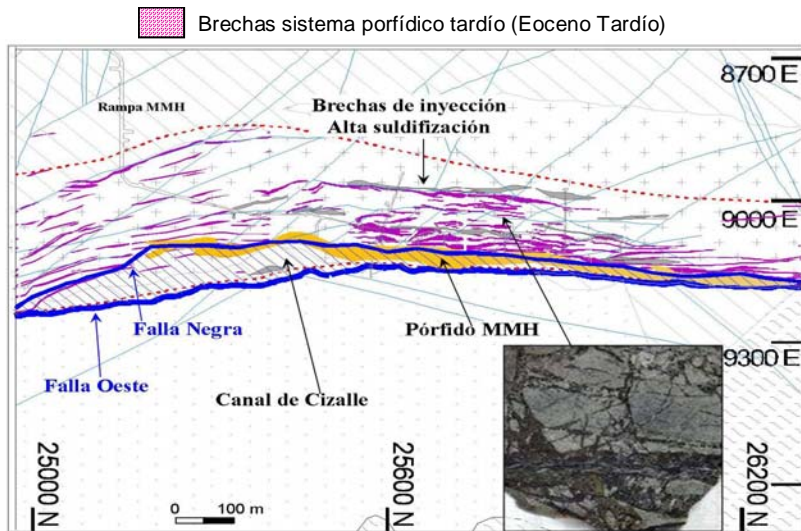 Brechas sistema porfídico tardío (Eoceno Tardío)
8700 E
Rampa MMH
Brechas de inyección
Alta suldifización
9000 E
Falla Negra
Pórfido MMH
Falla Oeste
Canal de Cizalle
9300 E
25000 N
0 100 m
25600 N
26200 N